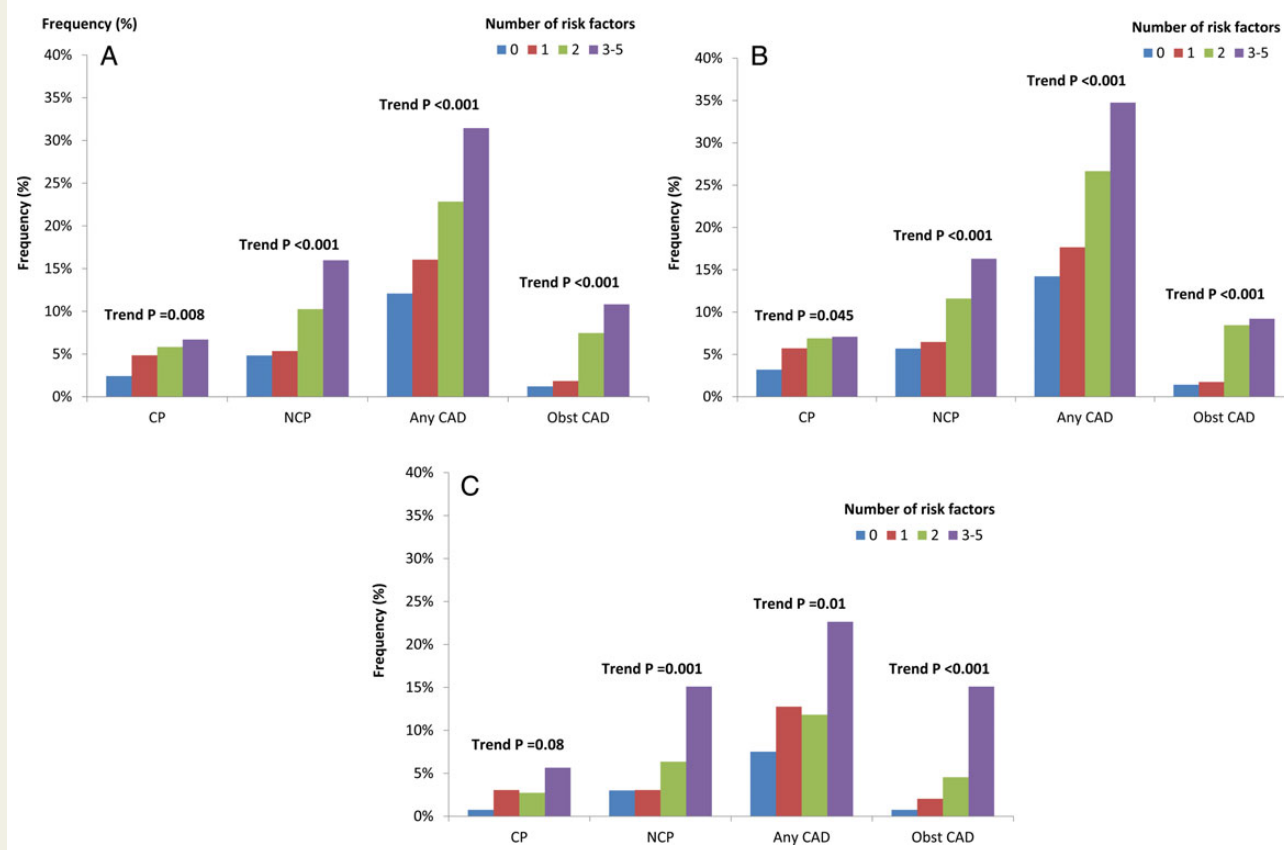 Frequency (%)
A
Number of risk factors
0 1 2 3-5
40%
35%
30%
25%
20%
15%
10%
5%
0%
Frequency (%)
Trend P =0.008
Trend P <0.001
Trend P <0.001
Trend P <0.001
CP NCP Any CAD Obst CAD
B
Number of risk factors
0 1 2 3-5
40%
35%
30%
25%
20%
15%
10%
5%
0%
Frequency (%)
Trend P =0.045
Trend P <0.001
Trend P <0.001
Trend P <0.001
CP NCP Any CAD Obst CAD
C
Number of risk factors
0 1 2 3-5
40%
35%
30%
25%
20%
15%
10%
5%
0%
Frequency (%)
Trend P =0.08
Trend P =0.001
Trend P =0.01
Trend P <0.001
CP NCP Any CAD Obst CAD